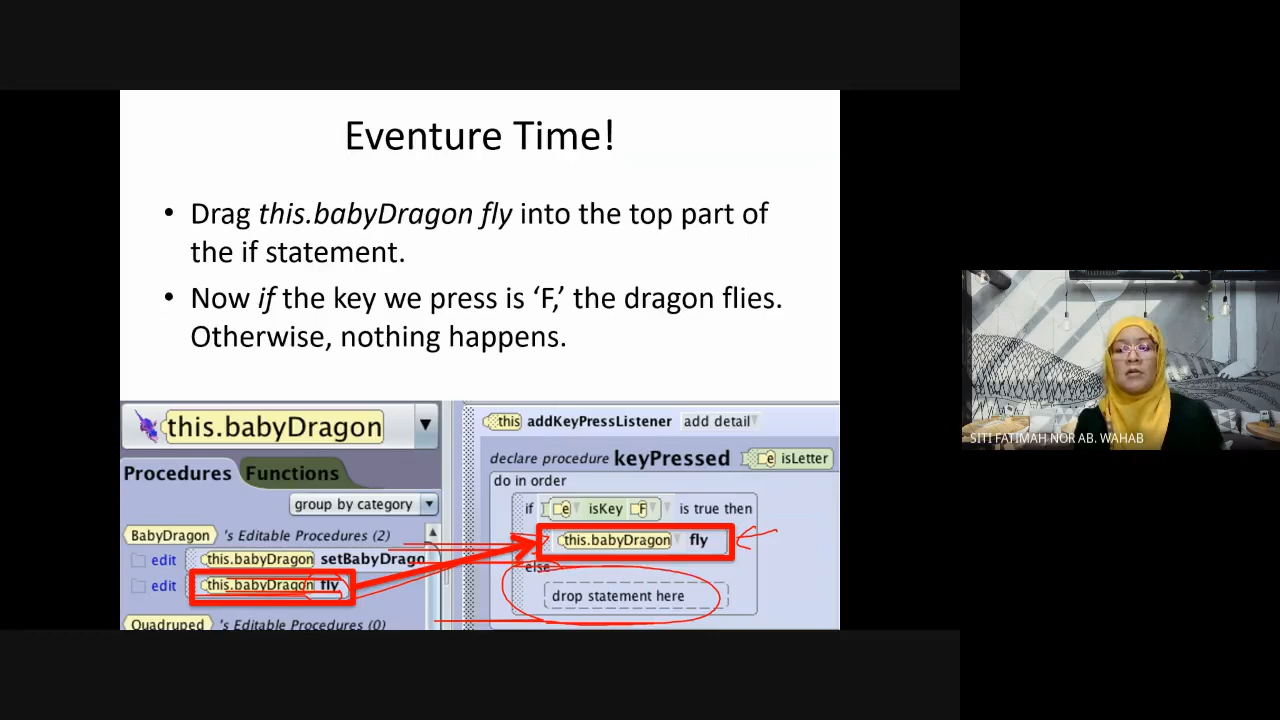 Eventure Time!
• Drag this.babyDragon fly into the top part of
the if statement.
• Now if the key we press is ‘F,’ the dragon flies.
Otherwise, nothing happens.
this.babyDragon
Procedures Functions
group by category
BabyDragon 's Editable Procedures (2)
edit this.babyDragon setBabyDrago
edit this.babyDragon fly
Quadruped 's Editable Procedures (0)
this addKeyPressListener add detail
declare procedure keyPressed e isLetter
do in order
if e isKey F is true then
this.babyDragon fly
else
drop statement here
SITI FATIMAH NOR AB. WAHAB